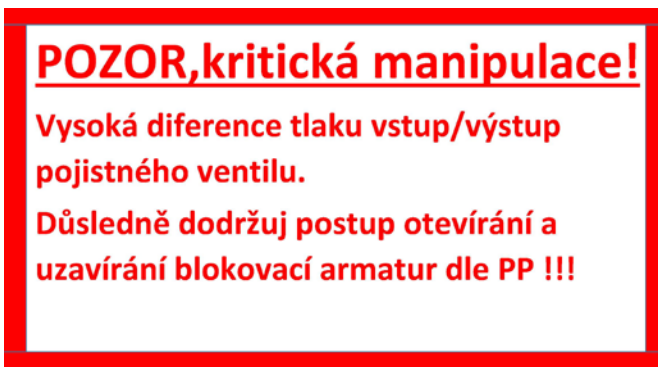 POZOR,kritická manipulace!
Vysoká diference tlaku vstup/výstup
pojistného ventilu.
Důsledně dodržuj postup otevírání a
uzavírání blokovací armatur dle PP !!!